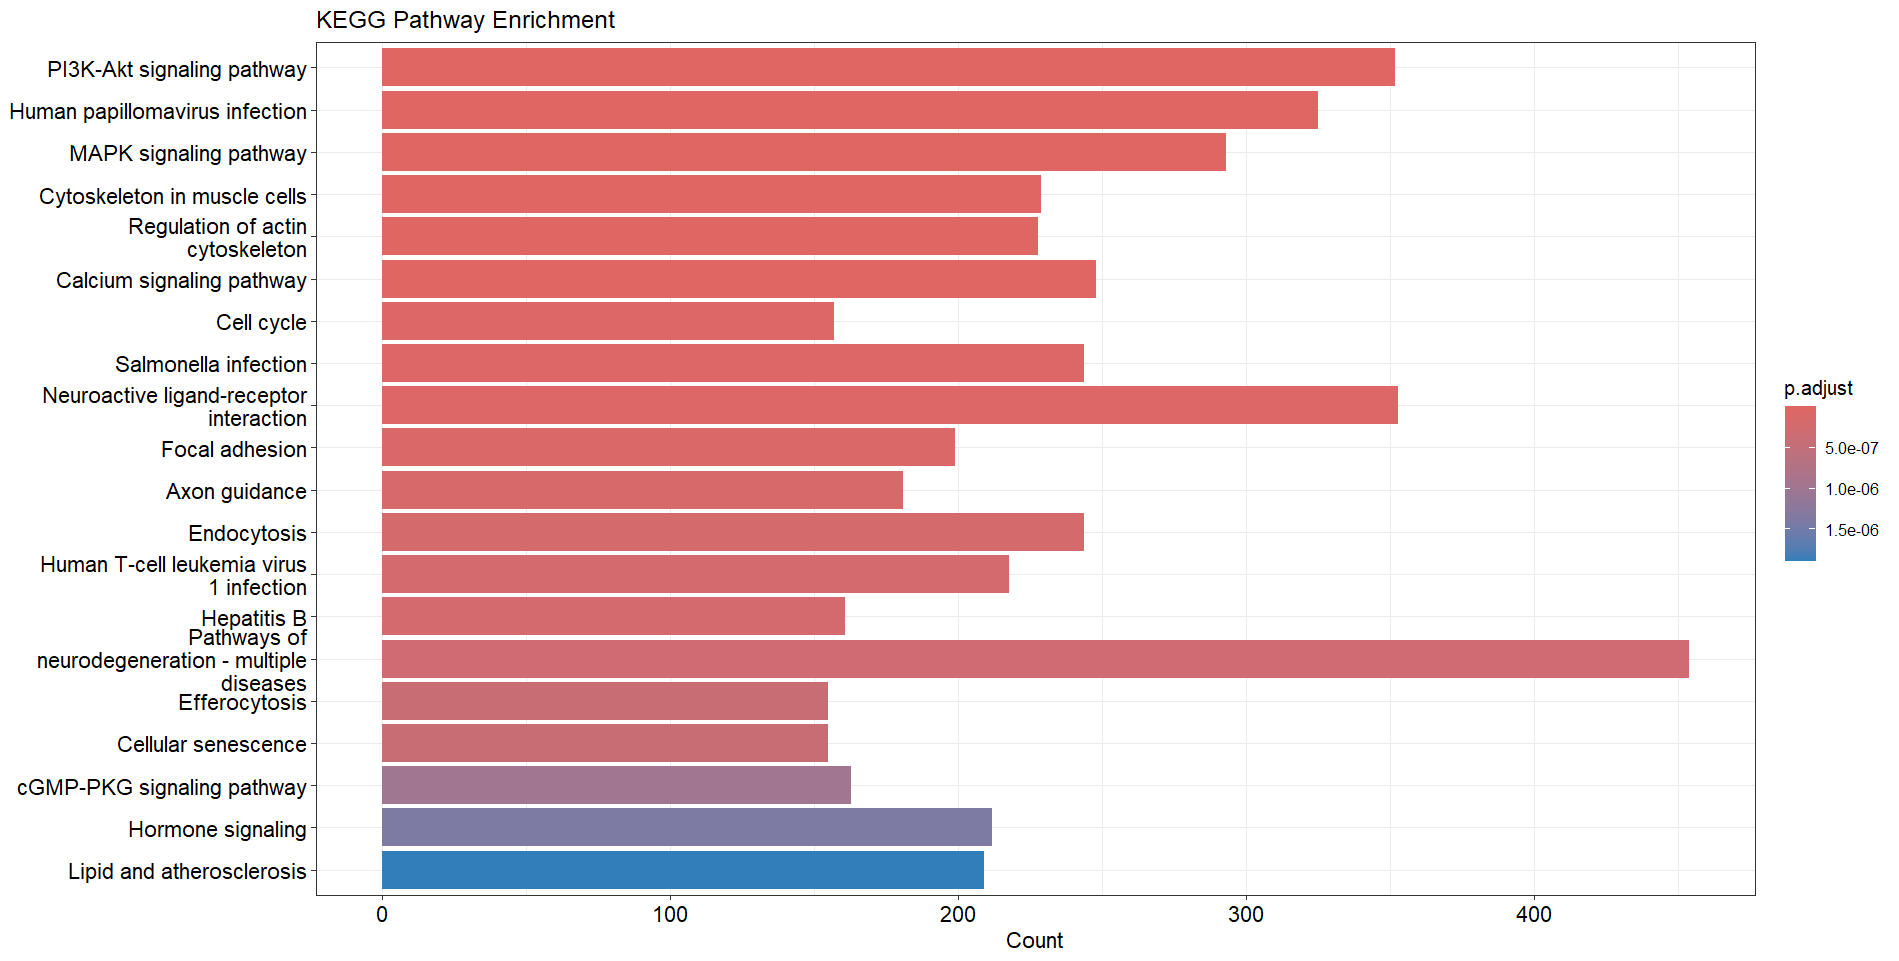 KEGG Pathway Enrichment
PI3K-Akt signaling pathway
Human papillomavirus infection
MAPK signaling pathway
Cytoskeleton in muscle cells
Regulation of actin
cytoskeleton
Calcium signaling pathway
Cell cycle
Salmonella infection
Neuroactive ligand-receptor
interaction
Focal adhesion
Axon guidance
Endocytosis
Human T-cell leukemia virus
1 infection
Hepatitis B
Pathways of
neurodegeneration - multiple
diseases
Efferocytosis
Cellular senescence
cGMP-PKG signaling pathway
Hormone signaling
Lipid and atherosclerosis
0 100 200 300 400
Count
p.adjust
5.0e-07
1.0e-06
1.5e-06